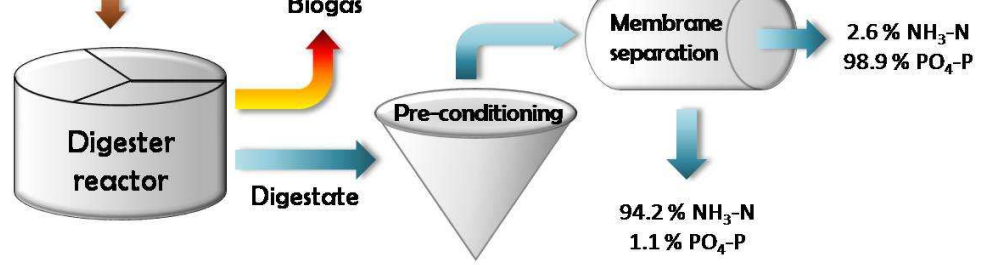 Biogas
Membrane
separation
2.6 % NH₃-N
98.9 % PO₄-P
Pre-conditioning
Digester
reactor
Digestate
94.2 % NH₃-N
1.1 % PO₄-P